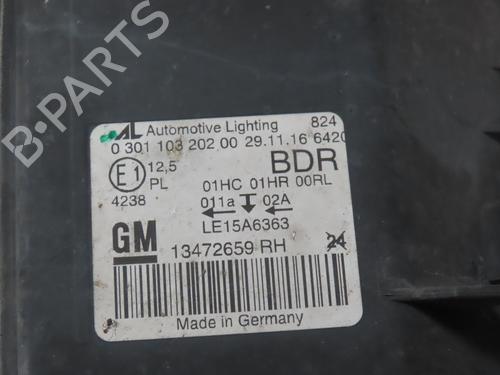 AL Automotive Lighting 824
0 301 103 202 00 29.11.16 6420
E1 12,5 BDR
PL 01HC 01HR 00RL
4238 011a 02A
LE15A6363
GM 13472659 RH 24
Made in Germany
B-PARTS
B-PARTS